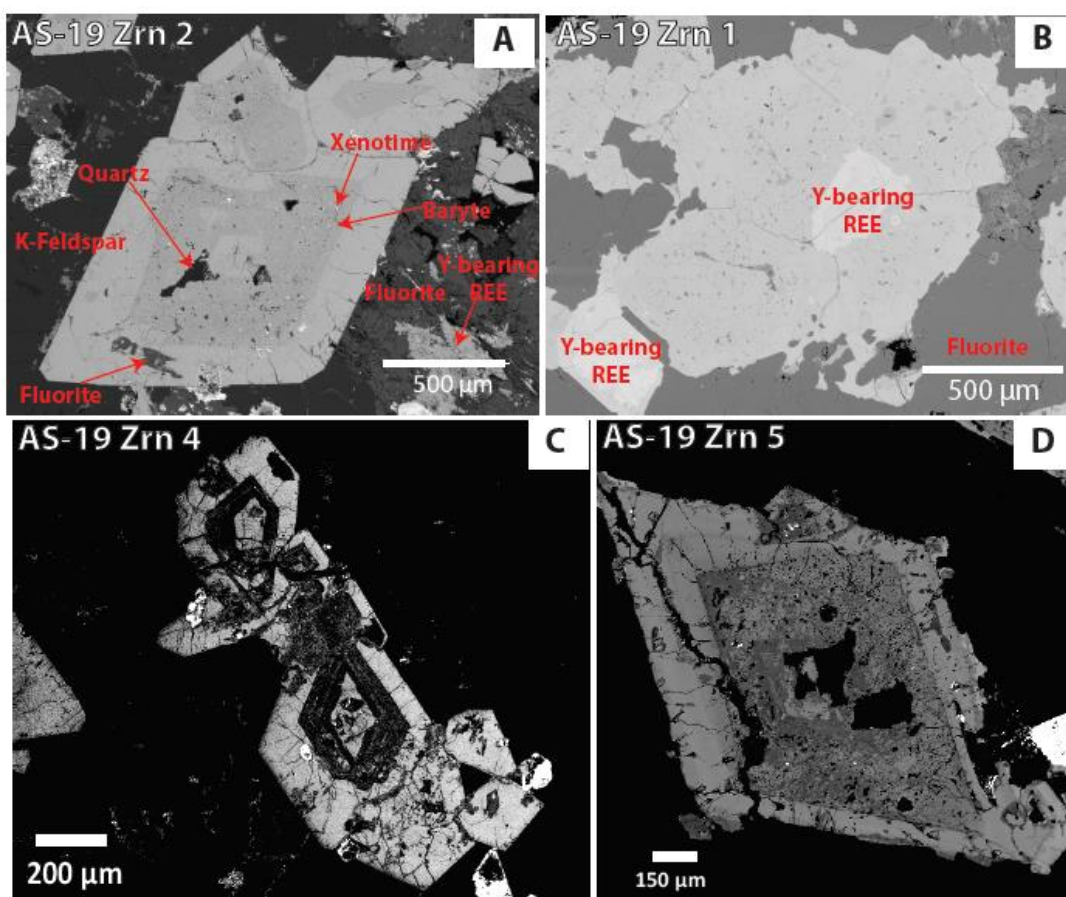 AS-19 Zrn 2
A
Xenotime
Quartz
Baryte
K-Feldspar
Y-bearing
Fluorite REE
500 µm
Fluorite
AS-19 Zrn 1
B
Y-bearing
REE
Y-bearing
REE
Fluorite
500 µm
AS-19 Zrn 4
C
200 µm
AS-19 Zrn 5
D
150 µm